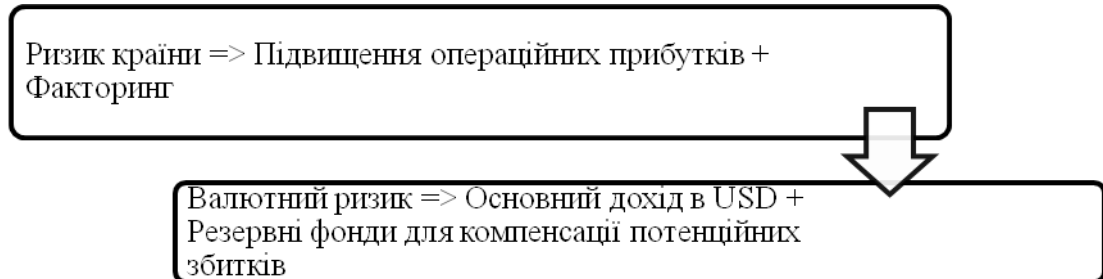 Ризик країни => Підвищення операційних прибутків +
Факторинг
Валютний ризик => Основний дохід в USD +
Резервні фонди для компенсації потенційних
збитків